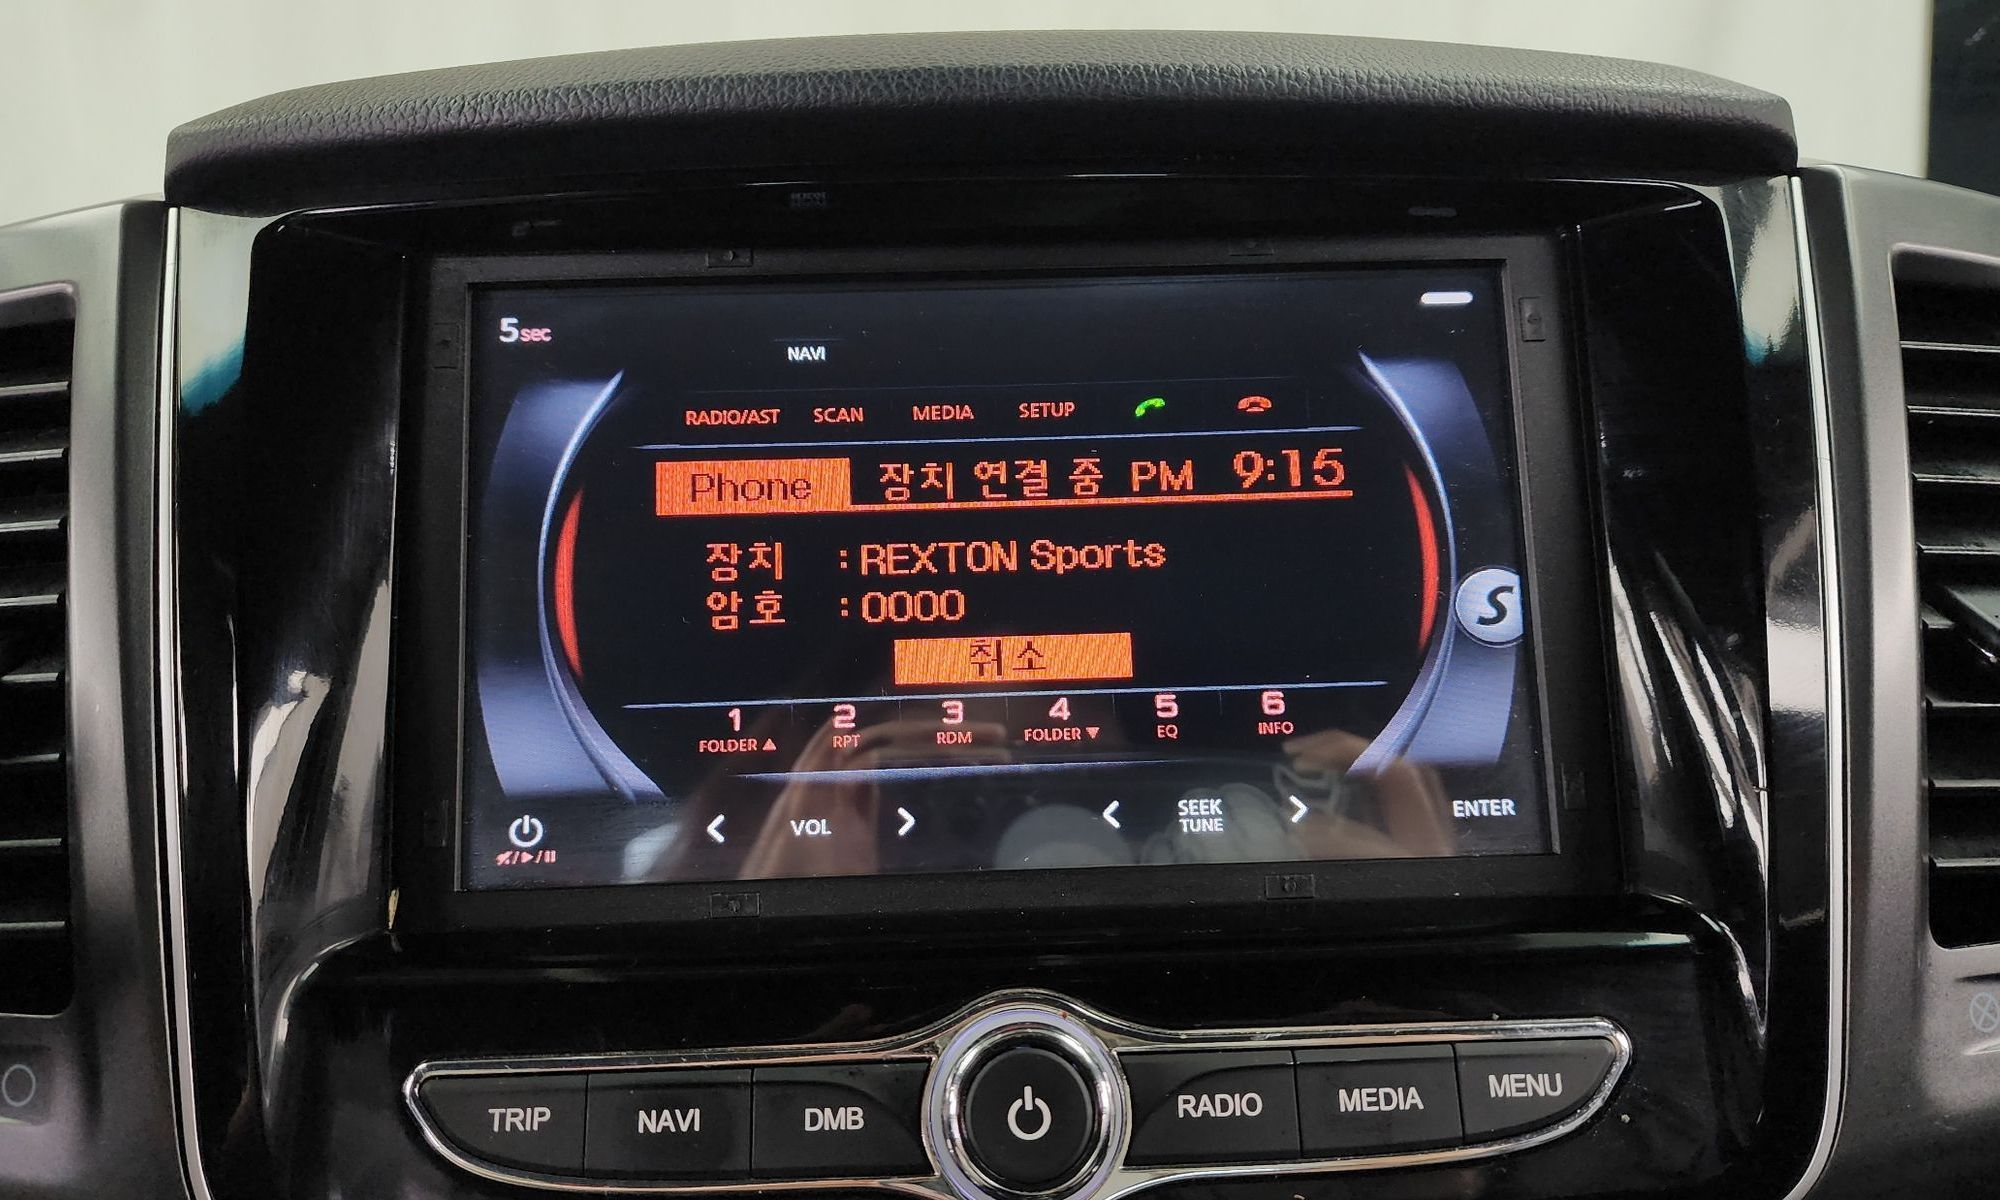 5sec
NAVI
RADIO/AST SCAN MEDIA SETUP
Phone 장치 연결 줌 PM 9:15
장치 : REXTON Sports
암호 : 0000
취소
1 2 3 4 5 6
FOLDER▲ RPT RDM FOLDER▼ EQ INFO
S
< VOL > < SEEK TUNE > ENTER
TRIP NAVI DMB RADIO MEDIA MENU